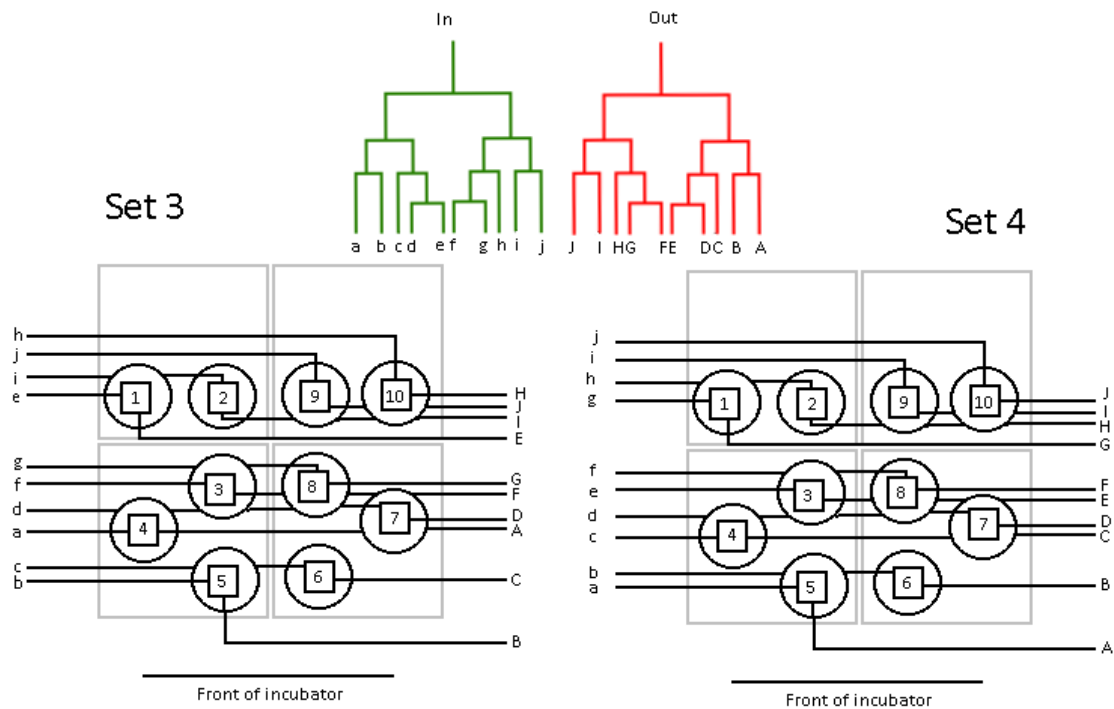 In
Out
a b c d e f g h i j J I H G F E D C B A
Set 3
Set 4
h
j
i
e
1
2
9
10
H
J
I
E
g
f
d
a
3
8
4
7
G
F
D
A
c
b
5
6
C
B
Front of incubator
j
i
h
g
1
2
9
10
J
I
H
G
f
e
d
c
3
8
4
7
F
E
D
C
b
a
5
6
B
A
Front of incubator